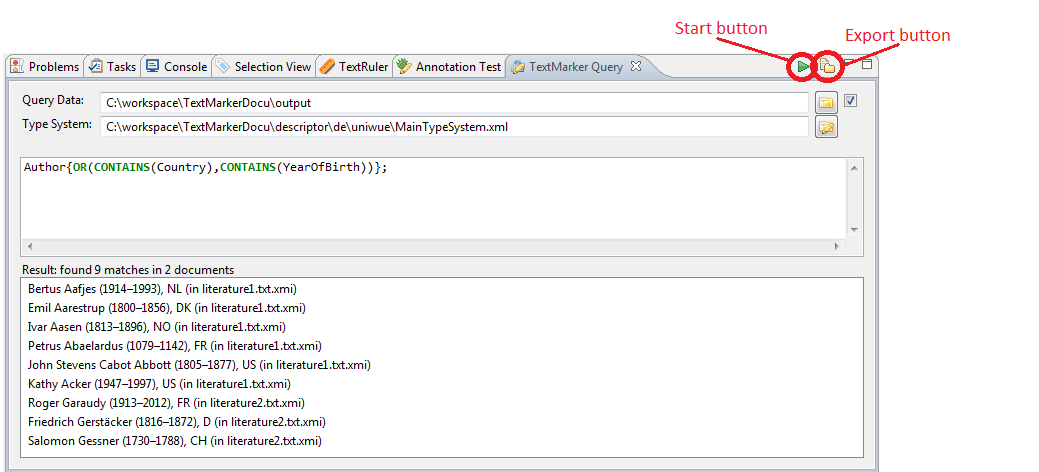 Start button
Export button
Problems Tasks Console Selection View TextRuler Annotation Test TextMarker Query
Query Data: C:\workspace\TextMarkerDocu\output
Type System: C:\workspace\TextMarkerDocu\descriptor\de\uniwue\MainTypeSystem.xml
Author{OR(CONTAINS(Country),CONTAINS(YearOfBirth))};
Result: found 9 matches in 2 documents
Bertus Aafjes (1914–1993), NL (in literature1.txt.xmi)
Emil Aarestrup (1800–1856), DK (in literature1.txt.xmi)
Ivar Aasen (1813–1896), NO (in literature1.txt.xmi)
Petrus Abaelardus (1079–1142), FR (in literature1.txt.xmi)
John Stevens Cabot Abbott (1805–1877), US (in literature1.txt.xmi)
Kathy Acker (1947–1997), US (in literature1.txt.xmi)
Roger Garaudy (1913–2012), FR (in literature2.txt.xmi)
Friedrich Gerstäcker (1816–1872), D (in literature2.txt.xmi)
Salomon Gessner (1730–1788), CH (in literature2.txt.xmi)